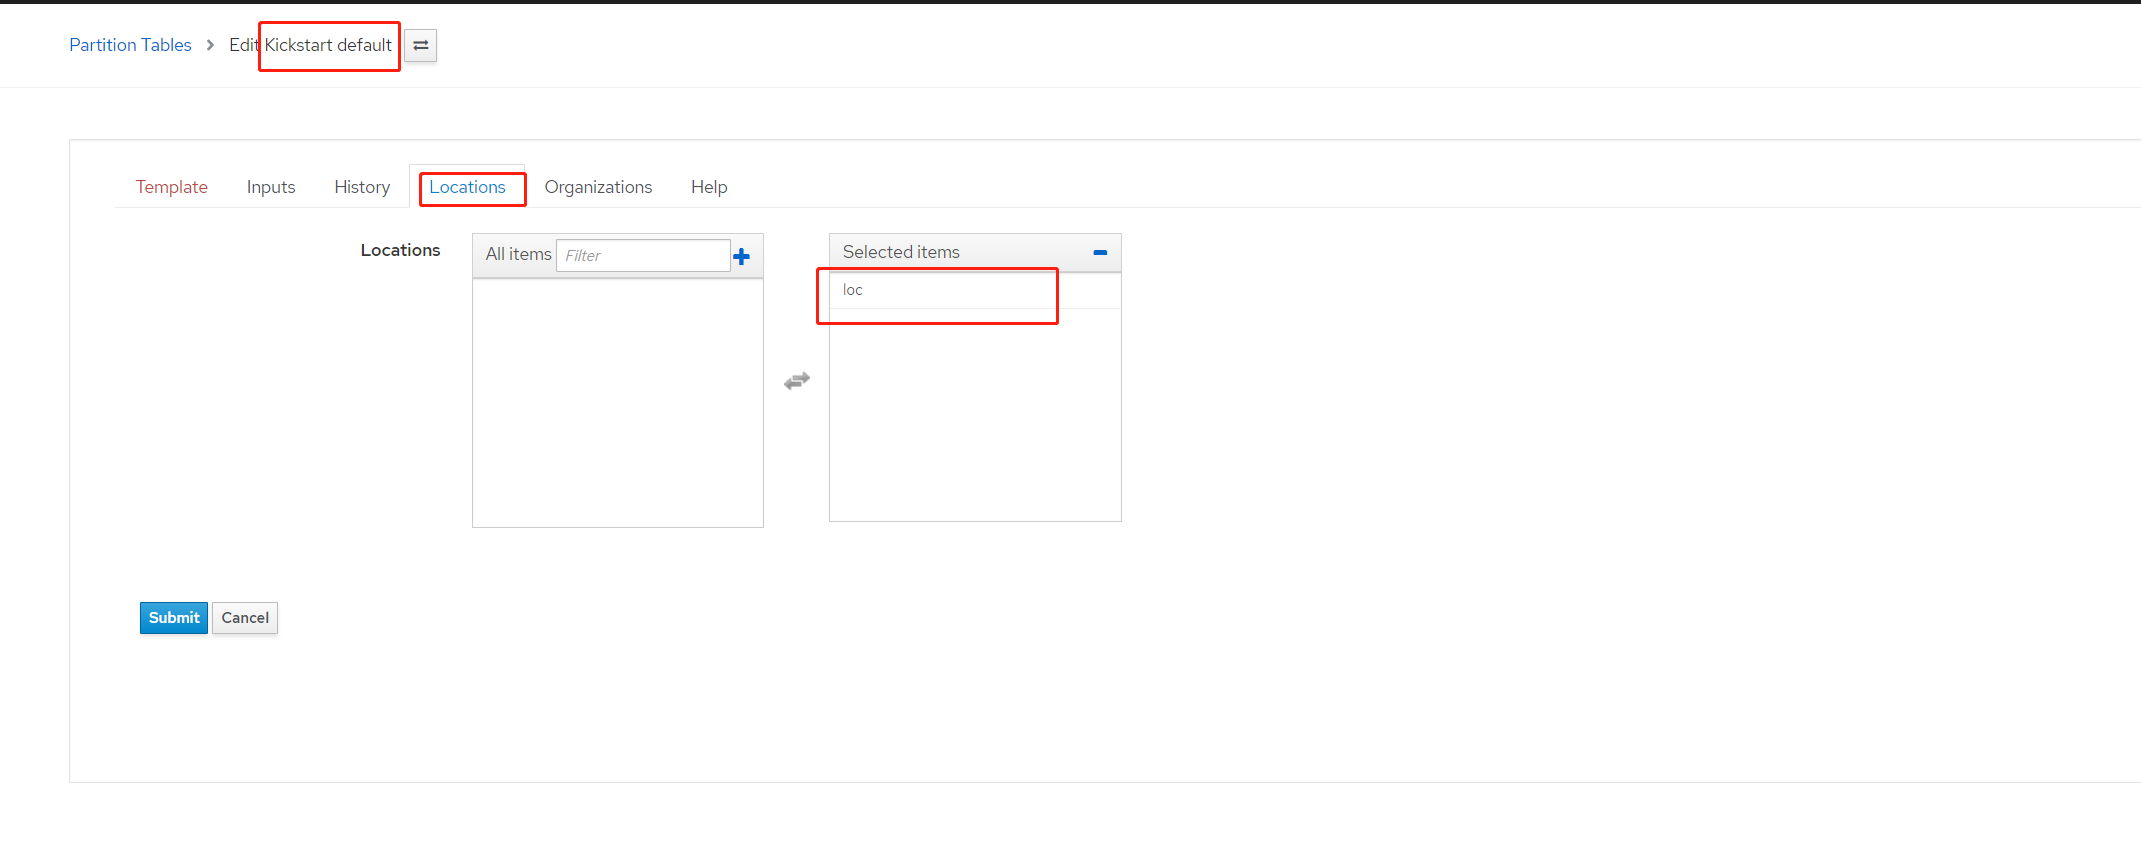 Partition Tables > Edit Kickstart default
Template Inputs History Locations Organizations Help
Locations
All items Filter
Selected items
loc
Submit Cancel